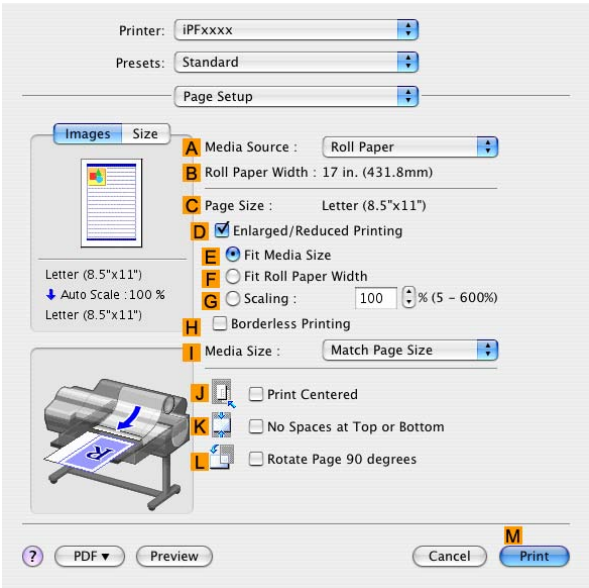 Printer: iPFxxxx
Presets: Standard
Page Setup
Images Size
A Media Source : Roll Paper
B Roll Paper Width : 17 in. (431.8mm)
C Page Size : Letter (8.5"x11")
D Enlarged/Reduced Printing
E Fit Media Size
F Fit Roll Paper Width
G Scaling : 100 % (5 - 600%)
H Borderless Printing
I Media Size : Match Page Size
Letter (8.5"x11")
Auto Scale :100 %
Letter (8.5"x11")
J Print Centered
K No Spaces at Top or Bottom
L Rotate Page 90 degrees
R
M
? PDF Preview Cancel Print